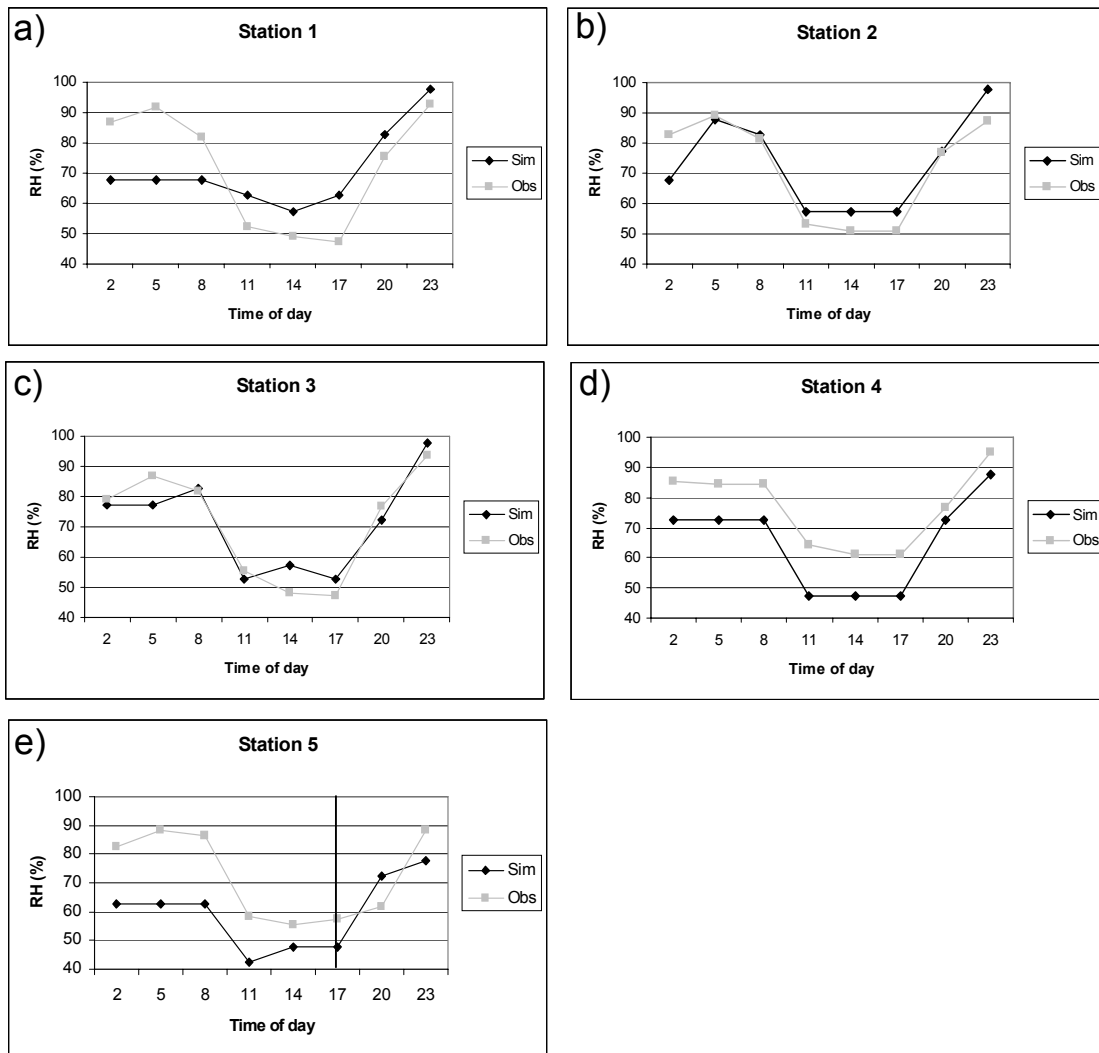 a)
Station 1
100
90
80
70
60
50
40
RH (%)
2 5 8 11 14 17 20 23
Time of day
Sim
Obs
b)
Station 2
100
90
80
70
60
50
40
RH (%)
2 5 8 11 14 17 20 23
Time of day
Sim
Obs
c)
Station 3
100
90
80
70
60
50
40
RH (%)
2 5 8 11 14 17 20 23
Time of day
Sim
Obs
d)
Station 4
100
90
80
70
60
50
40
RH (%)
2 5 8 11 14 17 20 23
Time of day
Sim
Obs
e)
Station 5
100
90
80
70
60
50
40
RH (%)
2 5 8 11 14 17 20 23
Time of day
Sim
Obs